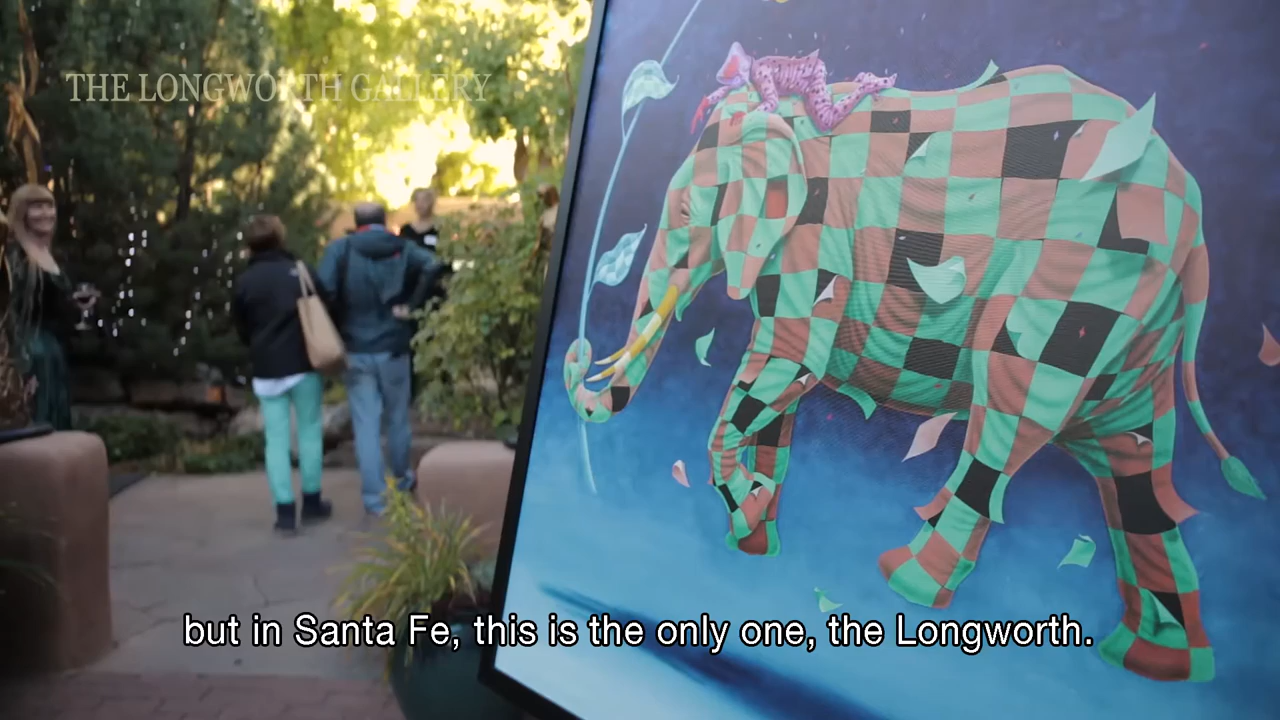 THE LONGWORTH GALLERY
but in Santa Fe, this is the only one, the Longworth.